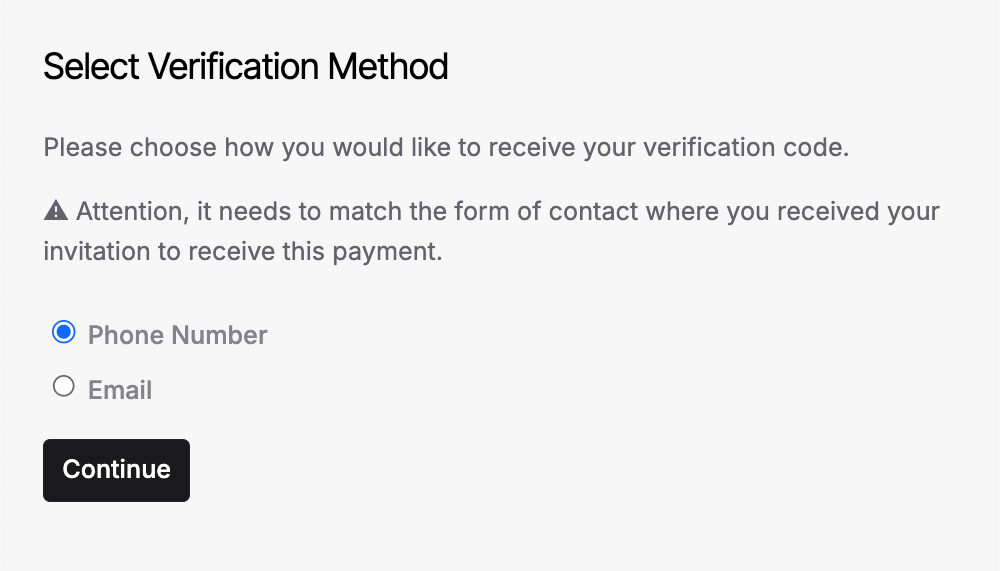 Select Verification Method
Please choose how you would like to receive your verification code.
⚠ Attention, it needs to match the form of contact where you received your
invitation to receive this payment.
Phone Number
Email
Continue